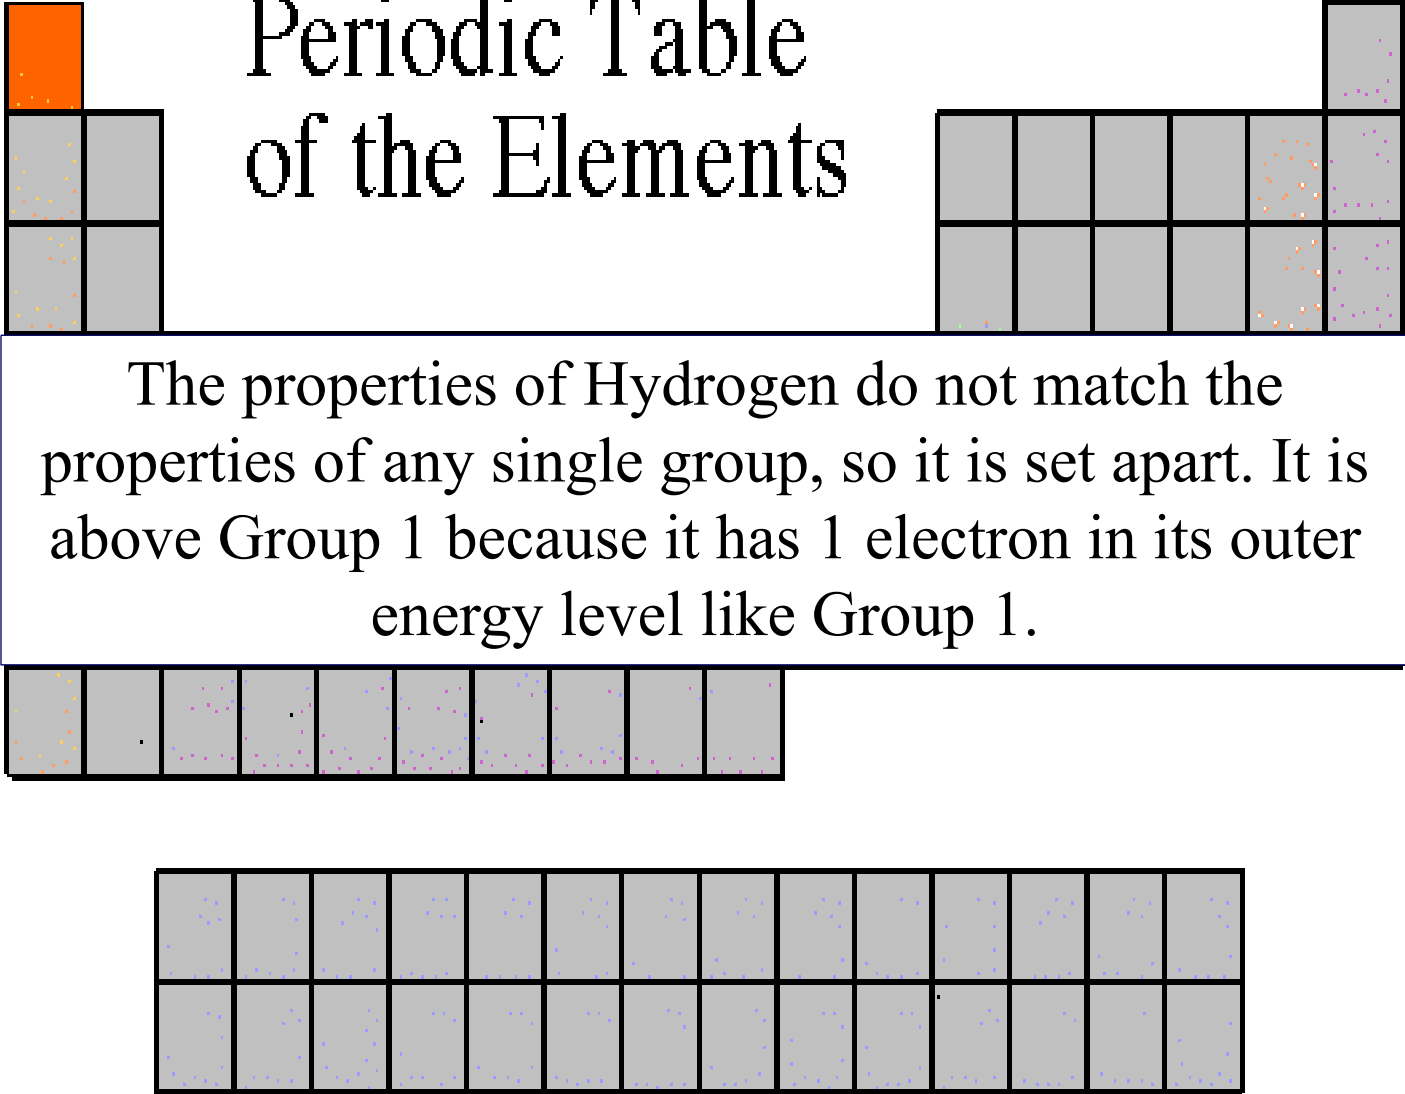 Periodic Table
of the Elements
The properties of Hydrogen do not match the
properties of any single group, so it is set apart. It is
above Group 1 because it has 1 electron in its outer
energy level like Group 1.